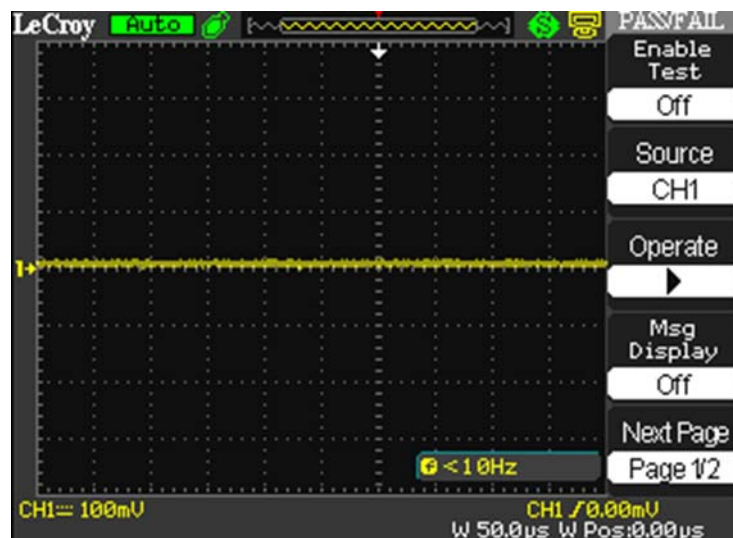 LeCroy Auto PASS/FAIL
Enable
Test
Off
Source
CH1
Operate
Msg
Display
Off
Next Page
Page 1/2
1
F<10Hz
CH1 100mV
CH1 0.00mV
W 50.0µs W Pos:0.00µs